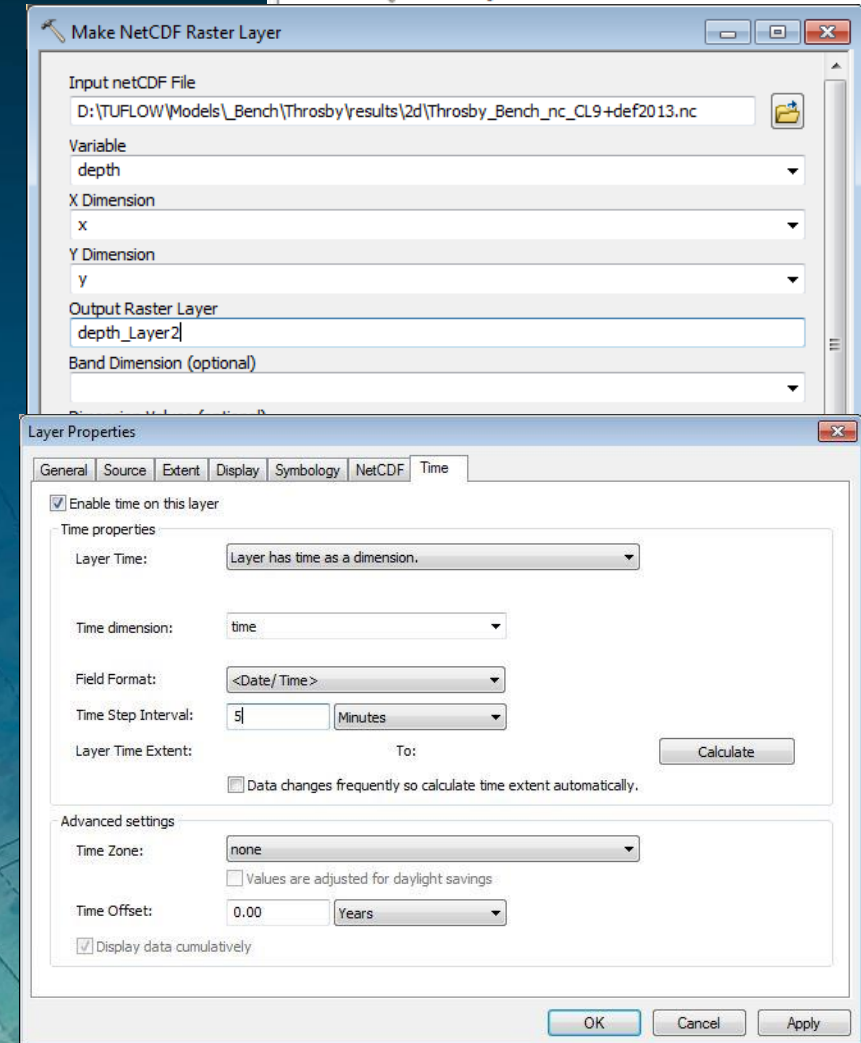 Make NetCDF Raster Layer
Input netCDF File
D:\TUFLOW\Models\_Bench\Throsby\results\2d\Throsby_Bench_nc_CL9+def2013.nc
Variable
depth
X Dimension
x
Y Dimension
y
Output Raster Layer
depth_Layer2
Band Dimension (optional)
Layer Properties
General Source Extent Display Symbology NetCDF Time
Enable time on this layer
Time properties
Layer Time: Layer has time as a dimension.
Time dimension: time
Field Format: <Date/Time>
Time Step Interval: 5 Minutes
Layer Time Extent: To: Calculate
Data changes frequently so calculate time extent automatically.
Advanced settings
Time Zone: none
Values are adjusted for daylight savings
Time Offset: 0.00 Years
Display data cumulatively
OK Cancel Apply